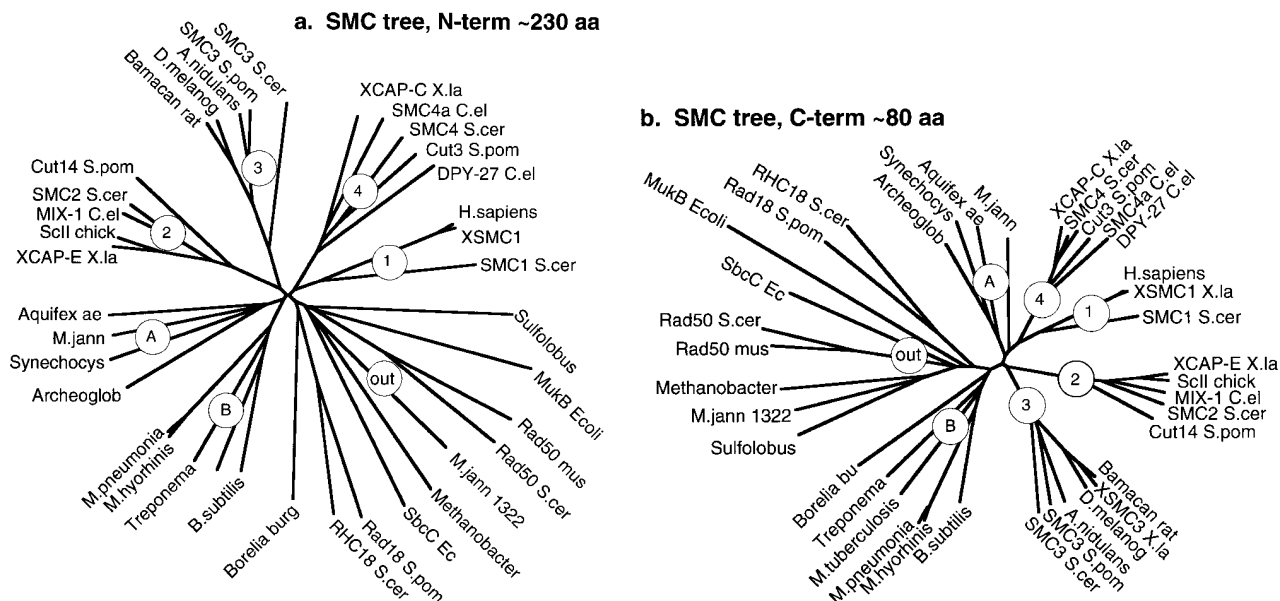 a. SMC tree, N-term ~230 aa
SMC3 S.cer
SMC3 S.pom
A.nidulans
D.melanog
Bamacan rat
3
XCAP-C X.la
SMC4a C.el
SMC4 S.cer
Cut3 S.pom
DPY-27 C.el
4
Cut14 S.pom
SMC2 S.cer
MIX-1 C.el
ScII chick
XCAP-E X.la
2
H.sapiens
XSMC1
SMC1 S.cer
1
Aquifex ae
M.jann
Synechocys
Archeoglob
A
M.pneumonia
M.hyorhinis
Treponema
B.subtilis
B
Borelia burg
RHC18 S.cer
Rad18 S.pom
SbcC Ec
Methanobacter
M.jann 1322
Rad50 S.cer
Rad50 mus
MukB Ecoli
Sulfolobus
out
b. SMC tree, C-term ~80 aa
MukB Ecoli
RHC18 S.cer
Rad18 S.pom
SbcC Ec
Rad50 S.cer
Rad50 mus
Methanobacter
M.jann 1322
Sulfolobus
out
Archeoglob
Synechocys
Aquifex ae
M.jann
A
XCAP-C X.la
SMC4 S.cer
Cut3 S.pom
SMC4a C.el
DPY-27 C.el
4
H.sapiens
XSMC1 X.la
SMC1 S.cer
1
XCAP-E X.la
ScII chick
MIX-1 C.el
SMC2 S.cer
Cut14 S.pom
2
Bamacan rat
XSMC3 X.la
D.melanog
A.nidulans
SMC3 S.pom
SMC3 S.cer
3
Borelia bu
Treponema
M.tuberculosis
M.pneumonia
M.hyorhinis
B.subtilis
B